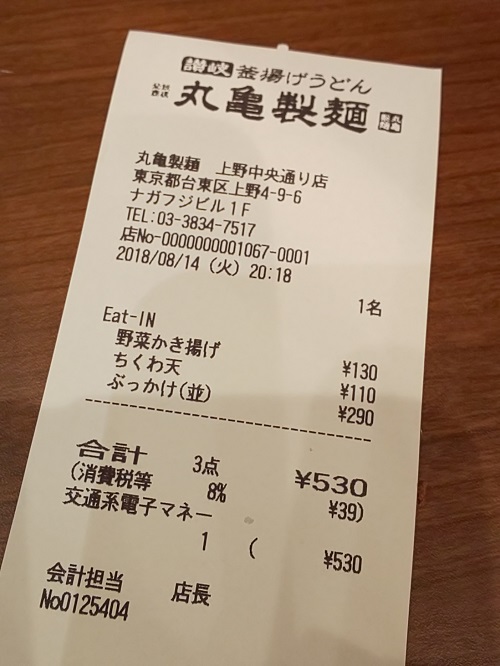 讃岐釜揚げうどん
丸亀製麺
丸亀製麺 上野中央通り店
東京都台東区上野4-9-6
ナガフジビル1F
TEL:03-3834-7517
店No-0000000001067-0001
2018/08/14 (火) 20:18
1名
Eat-IN
野菜かき揚げ ¥130
ちくわ天 ¥110
ぶっかけ(並) ¥290
合計 3点 ¥530
(消費税等 8% ¥39)
交通系電子マネー
1 ( ¥530
会計担当 店長
No0125404